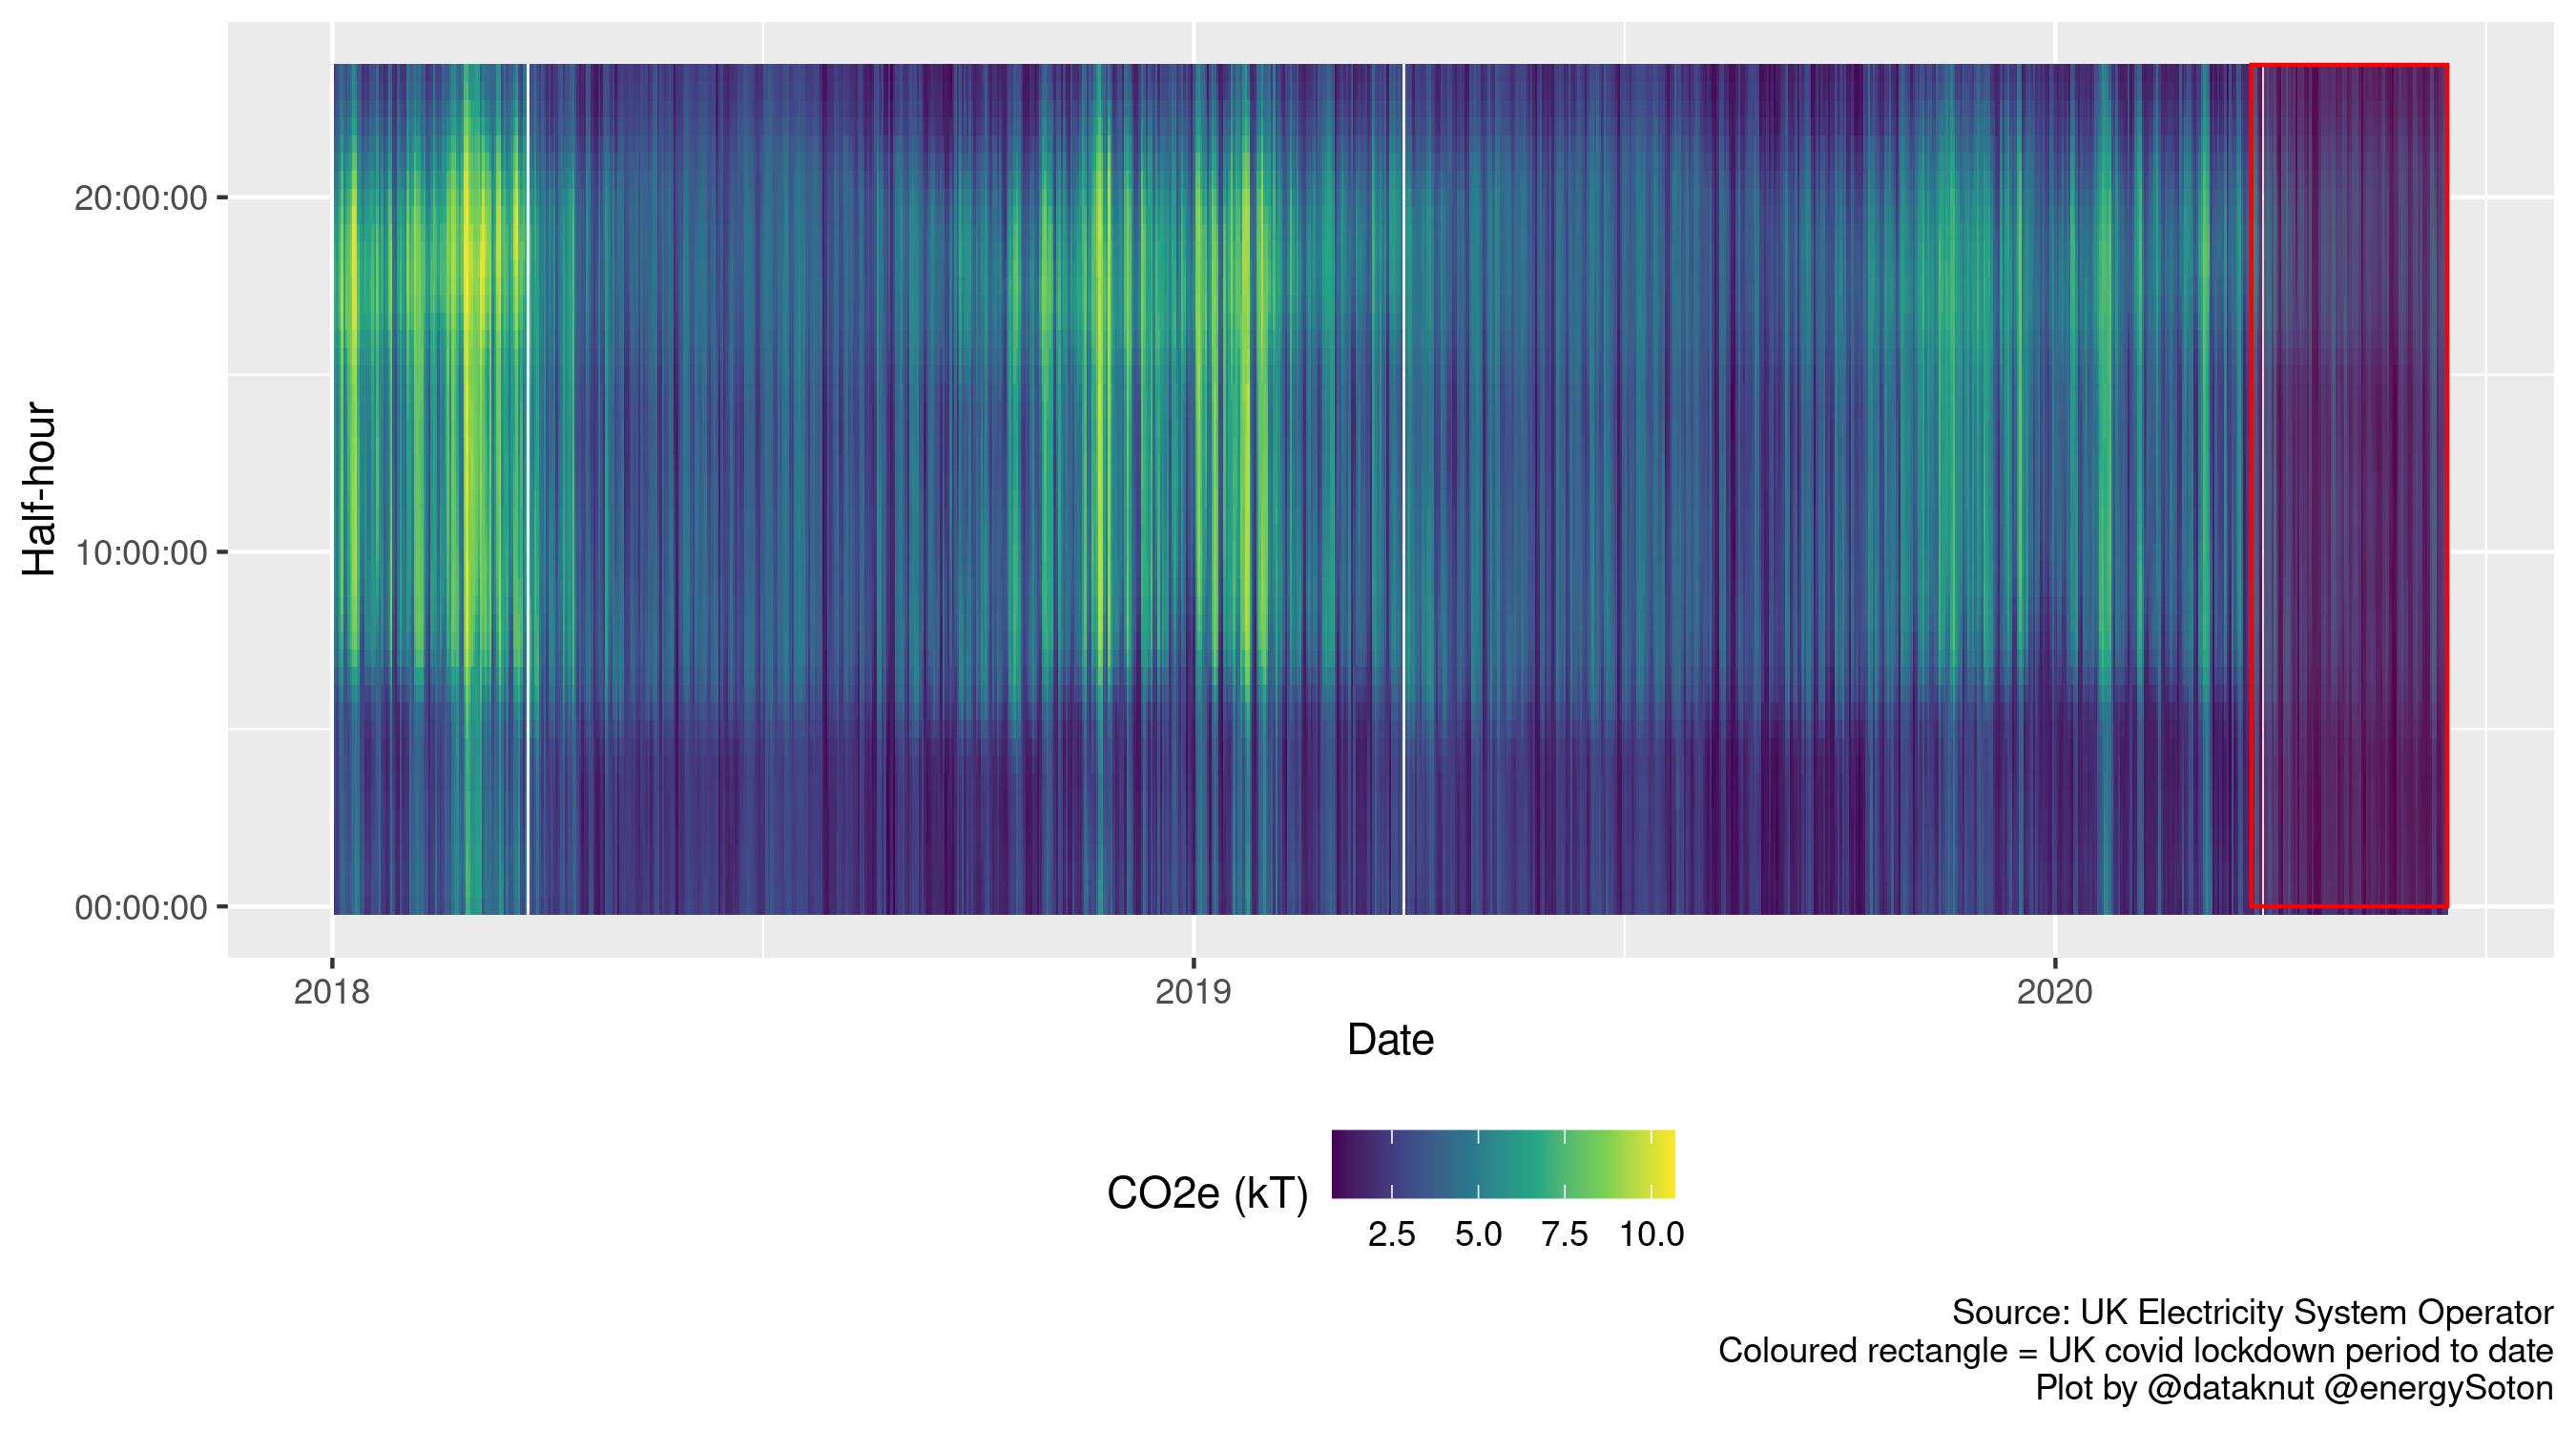 Half-hour
20:00:00
10:00:00
00:00:00
2018
2019
2020
Date
CO2e (kT)
2.5
5.0
7.5
10.0
Source: UK Electricity System Operator
Coloured rectangle = UK covid lockdown period to date
Plot by @dataknut @energySoton